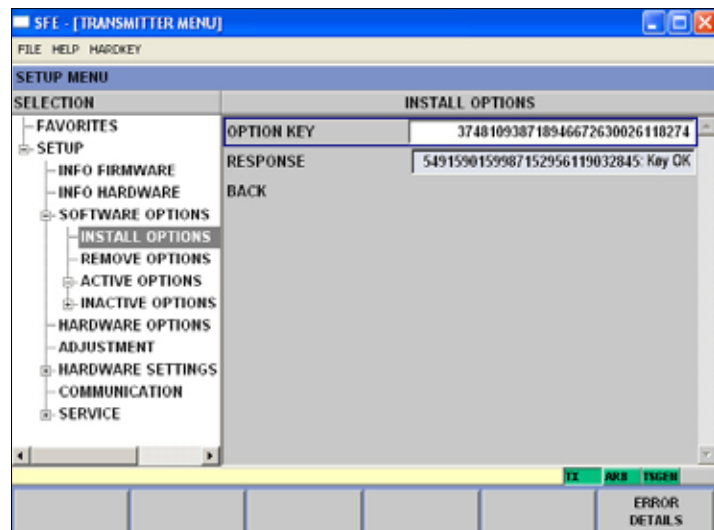 SFE - [TRANSMITTER MENU]
FILE HELP HARDKEY
SETUP MENU
SELECTION
INSTALL OPTIONS
FAVORITES
SETUP
INFO FIRMWARE
INFO HARDWARE
SOFTWARE OPTIONS
INSTALL OPTIONS
REMOVE OPTIONS
ACTIVE OPTIONS
INACTIVE OPTIONS
HARDWARE OPTIONS
ADJUSTMENT
HARDWARE SETTINGS
COMMUNICATION
SERVICE
OPTION KEY 374810938718946672630026118274
RESPONSE 549159015998715295611903284​5: Key OK
BACK
TX ARB TSGEN
ERROR
DETAILS